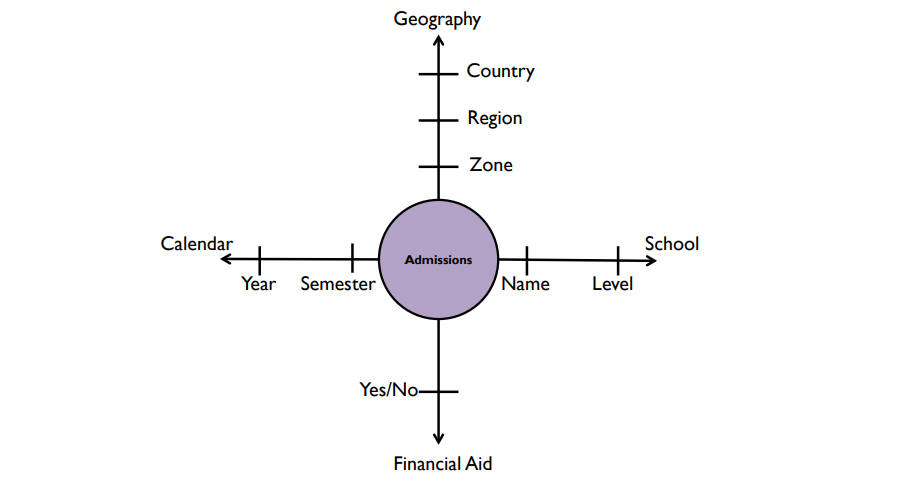 Geography
Country
Region
Zone
Calendar
School
Admissions
Year
Semester
Name
Level
Yes/No
Financial Aid